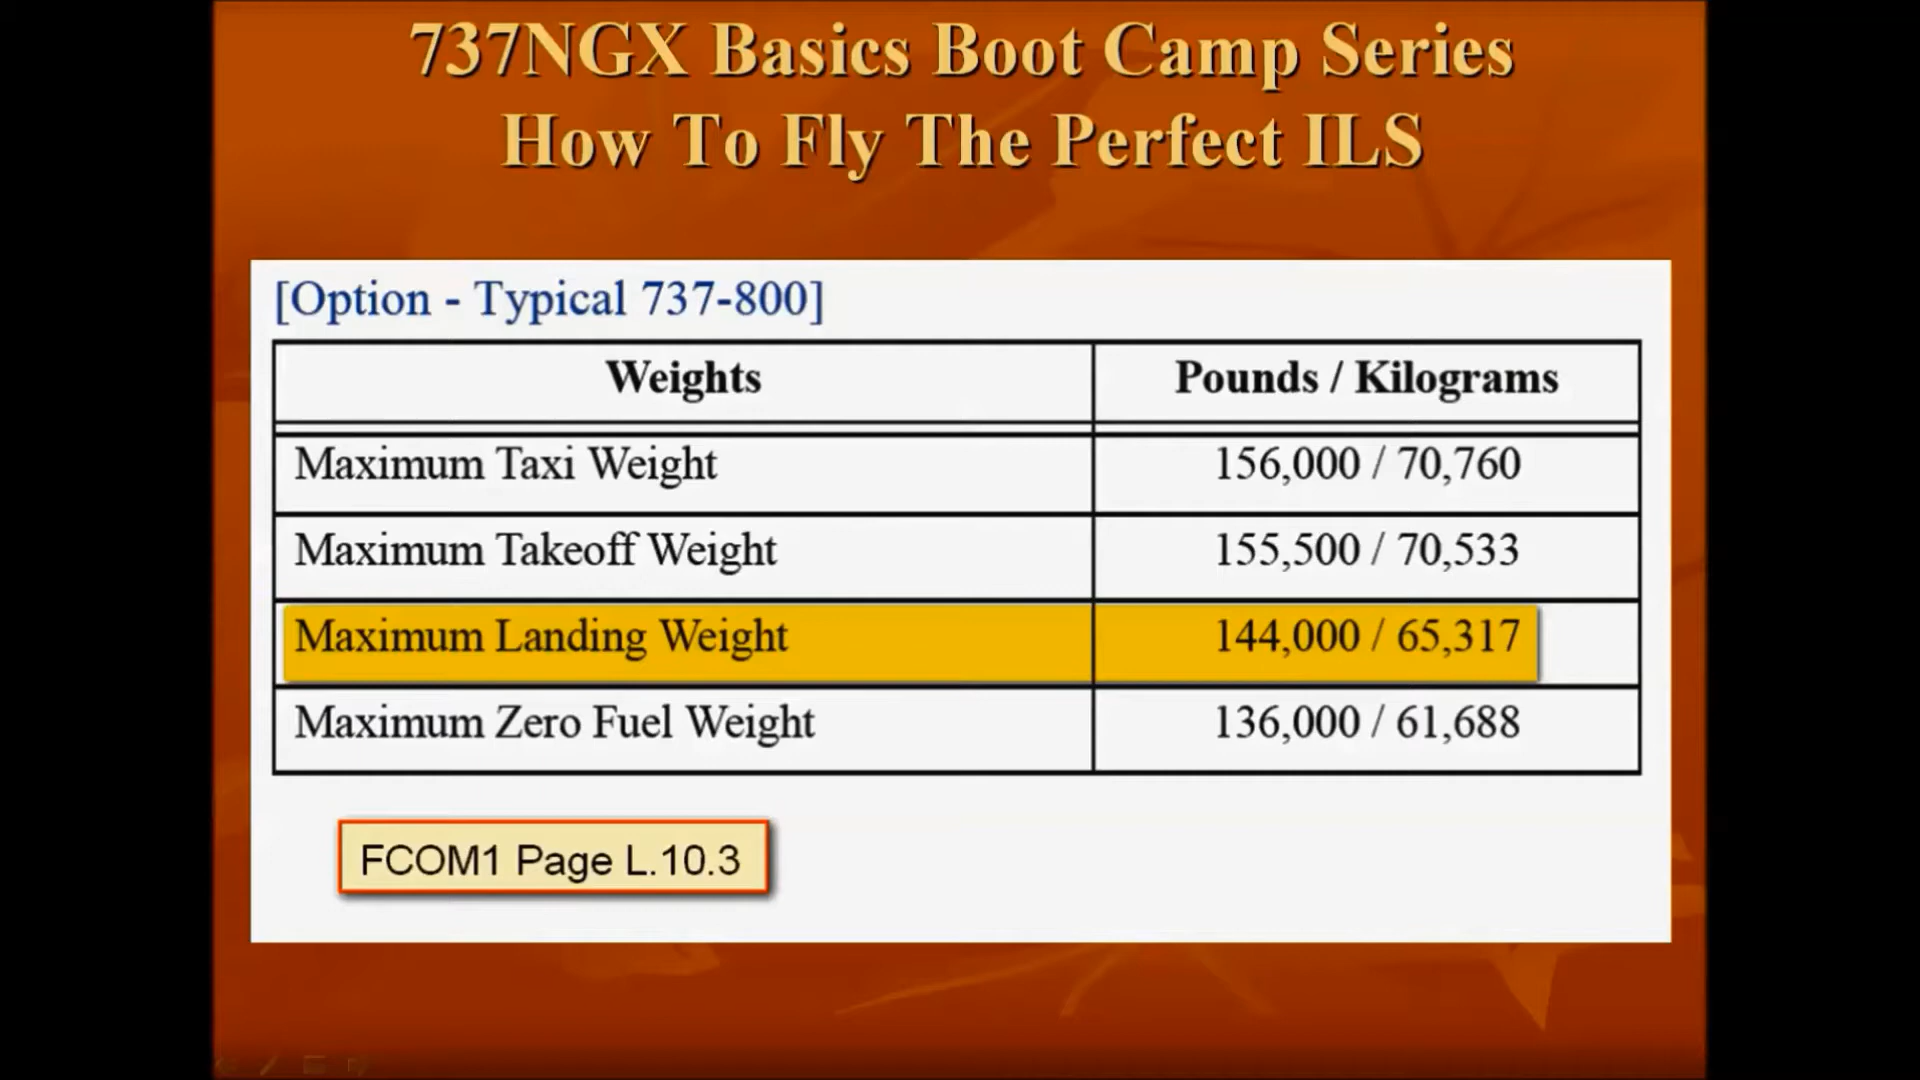 737NGX Basics Boot Camp Series
How To Fly The Perfect ILS
[Option - Typical 737-800]
Weights Pounds / Kilograms
Maximum Taxi Weight 156,000 / 70,760
Maximum Takeoff Weight 155,500 / 70,533
Maximum Landing Weight 144,000 / 65,317
Maximum Zero Fuel Weight 136,000 / 61,688
FCOM1 Page L.10.3